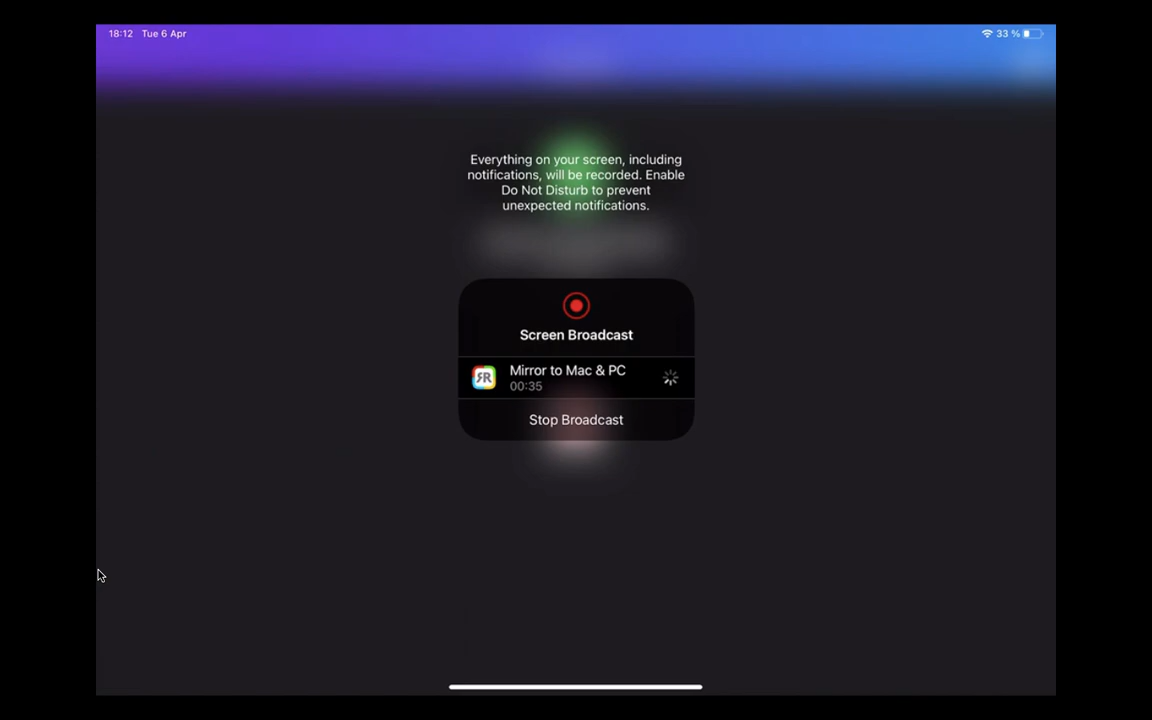 18:12 Tue 6 Apr
33 %
Everything on your screen, including
notifications, will be recorded. Enable
Do Not Disturb to prevent
unexpected notifications.
Screen Broadcast
ЯR
Mirror to Mac & PC
00:35
Stop Broadcast